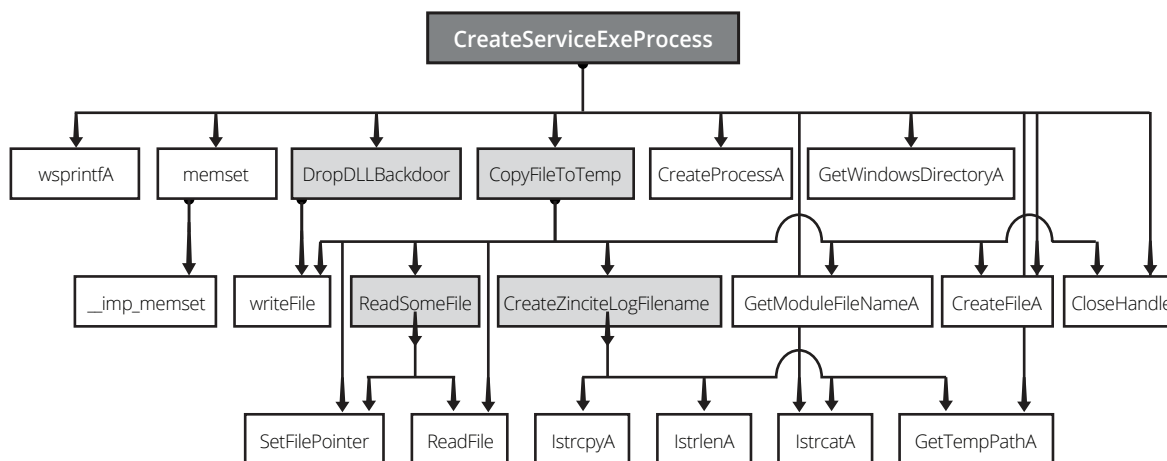 CreateServiceExeProcess
wsprintfA
memset
DropDLLBackdoor
CopyFileToTemp
CreateProcessA
GetWindowsDirectoryA
__imp_memset
writeFile
ReadSomeFile
CreateZinciteLogFilename
GetModuleFileNameA
CreateFileA
CloseHandle
SetFilePointer
ReadFile
lstrcpyA
lstrlenA
lstrcatA
GetTempPathA